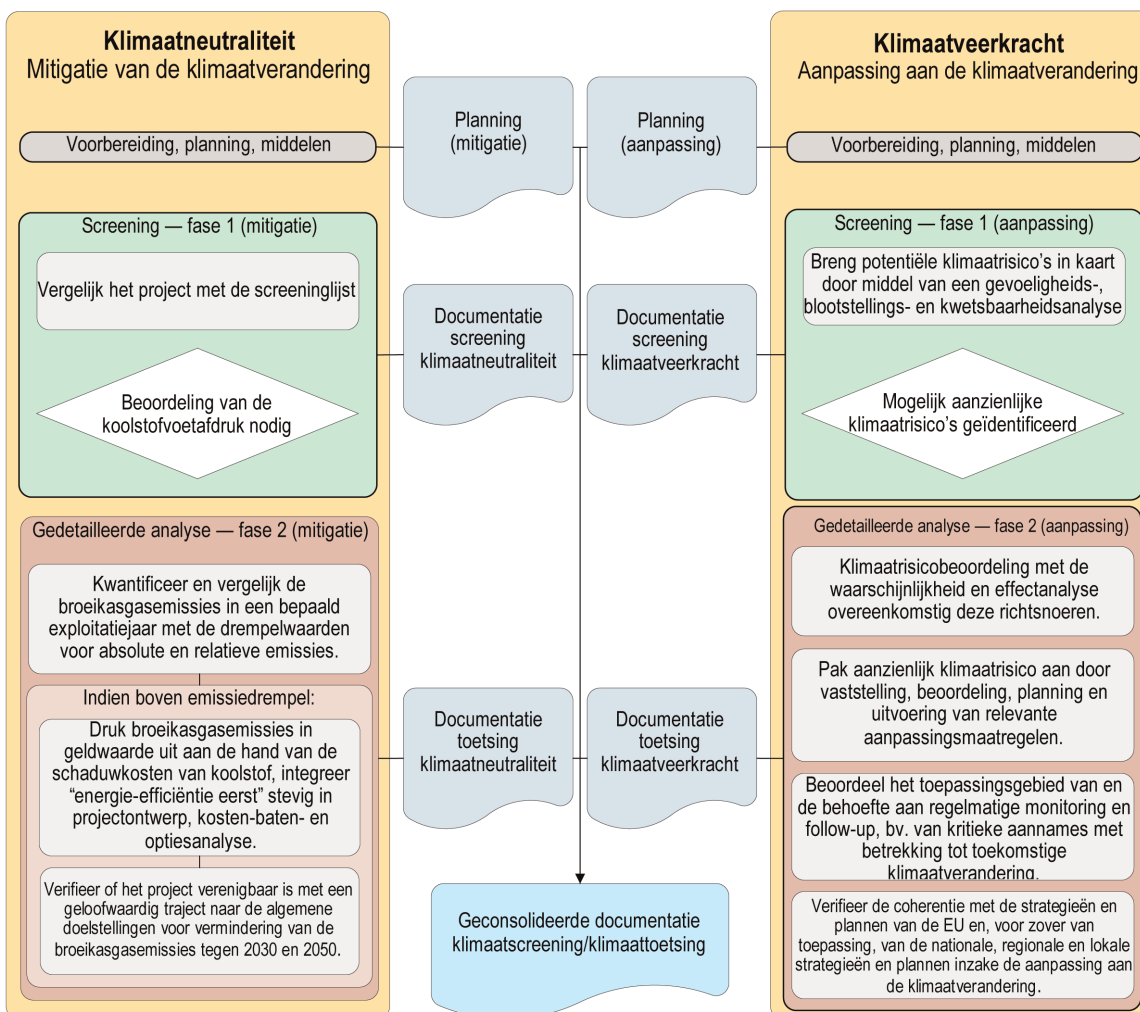 Klimaatneutraliteit
Mitigatie van de klimaatverandering
Voorbereiding, planning, middelen
Screening — fase 1 (mitigatie)
Vergelijk het project met de screeninglijst
Beoordeling van de
koolstofvoetafdruk nodig
Gedetailleerde analyse — fase 2 (mitigatie)
Kwantificeer en vergelijk de
broeikasgasemissies in een bepaald
exploitatiejaar met de drempelwaarden
voor absolute en relatieve emissies.
Indien boven emissiedrempel:
Druk broeikasgasemissies in
geldwaarde uit aan de hand van de
schaduwkosten van koolstof, integreer
“energie-efficiëntie eerst” stevig in
projectontwerp, kosten-baten- en
optiesanalyse.
Verifieer of het project verenigbaar is met een
geloofwaardig traject naar de algemene
doelstellingen voor vermindering van de
broeikasgasemissies tegen 2030 en 2050.
Planning
(mitigatie)
Planning
(aanpassing)
Documentatie
screening
klimaatneutraliteit
Documentatie
screening
klimaatveerkracht
Documentatie
toetsing
klimaatneutraliteit
Documentatie
toetsing
klimaatveerkracht
Geconsolideerde documentatie
klimaatscreening/klimaattoetsing
Klimaatveerkracht
Aanpassing aan de klimaatverandering
Voorbereiding, planning, middelen
Screening — fase 1 (aanpassing)
Breng potentiële klimaatrisico’s in kaart
door middel van een gevoeligheids-,
blootstellings- en kwetsbaarheidsanalyse
Mogelijk aanzienlijke
klimaatrisico’s geïdentificeerd
Gedetailleerde analyse — fase 2 (aanpassing)
Klimaatrisicobeoordeling met de
waarschijnlijkheid en effectanalyse
overeenkomstig deze richtsnoeren.
Pak aanzienlijk klimaatrisico aan door
vaststelling, beoordeling, planning en
uitvoering van relevante
aanpassingsmaatregelen.
Beoordeel het toepassingsgebied van en
de behoefte aan regelmatige monitoring en
follow-up, bv. van kritieke aannames met
betrekking tot toekomstige
klimaatverandering.
Verifieer de coherentie met de strategieën en
plannen van de EU en, voor zover van
toepassing, van de nationale, regionale en lokale
strategieën en plannen inzake de aanpassing aan
de klimaatverandering.